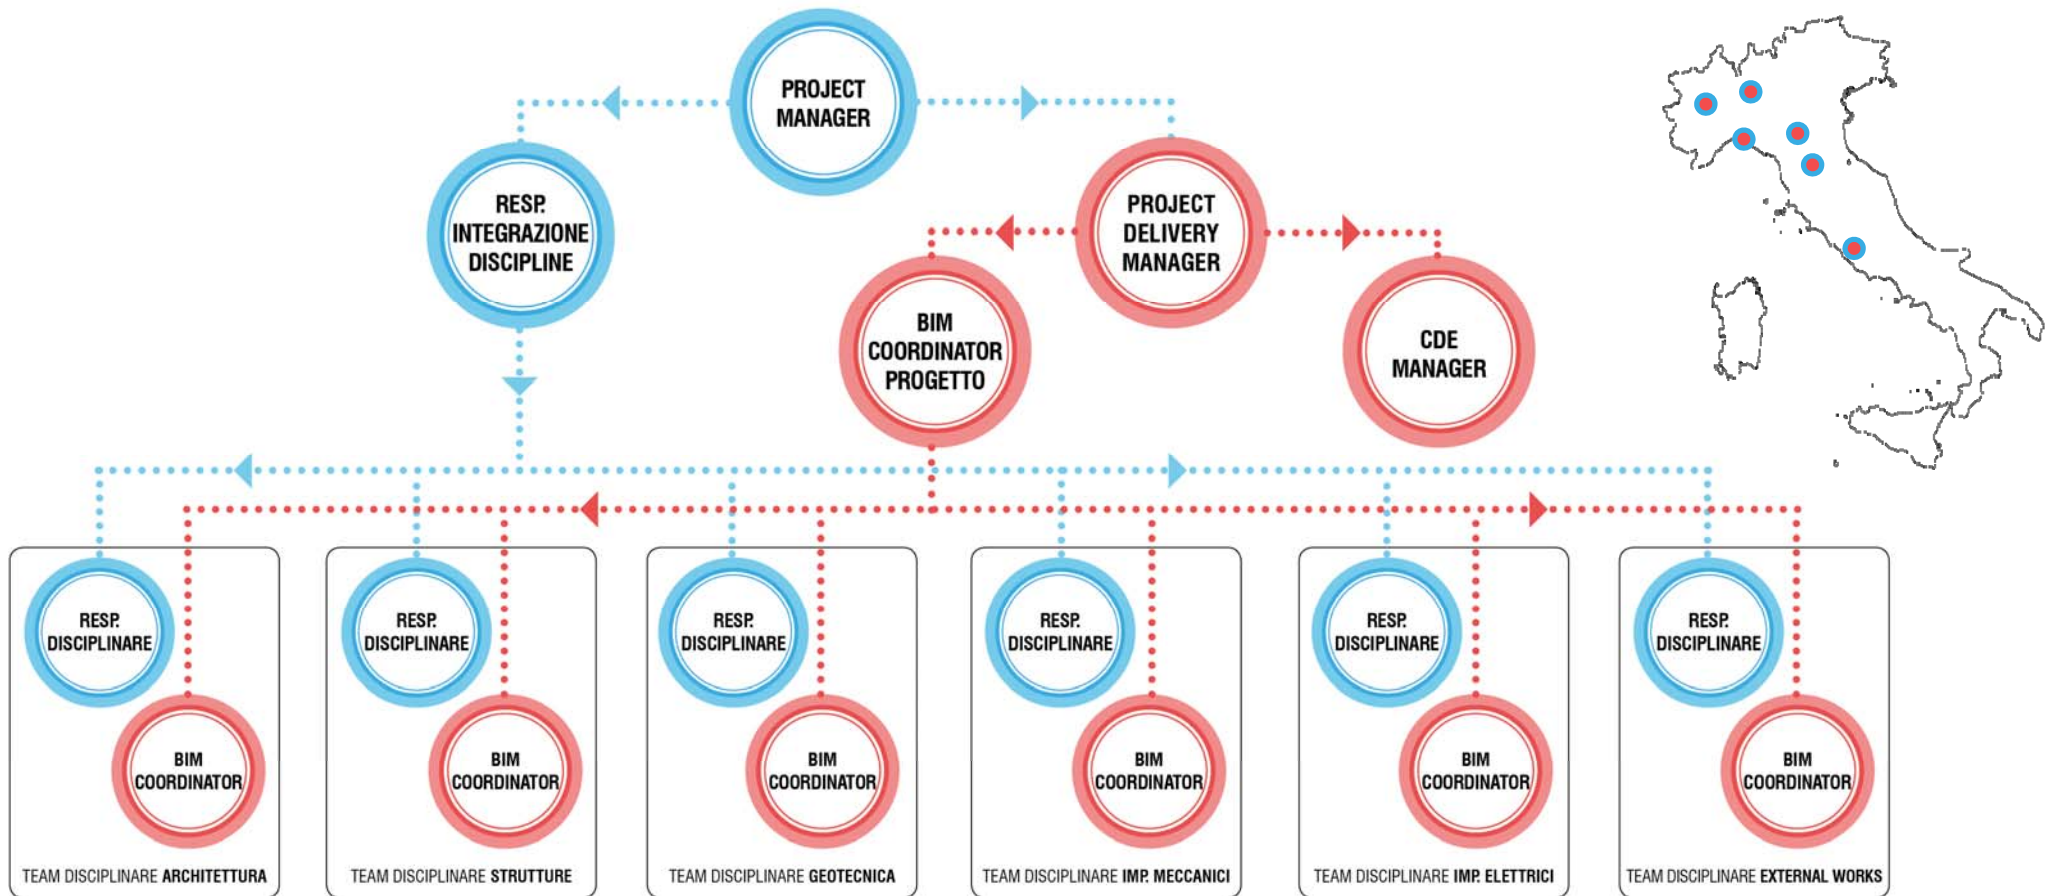 PROJECT
MANAGER
RESP.
INTEGRAZIONE
DISCIPLINE
PROJECT
DELIVERY
MANAGER
BIM
COORDINATOR
PROGETTO
CDE
MANAGER
RESP.
DISCIPLINARE
BIM
COORDINATOR
TEAM DISCIPLINARE ARCHITETTURA
RESP.
DISCIPLINARE
BIM
COORDINATOR
TEAM DISCIPLINARE STRUTTURE
RESP.
DISCIPLINARE
BIM
COORDINATOR
TEAM DISCIPLINARE GEOTECNICA
RESP.
DISCIPLINARE
BIM
COORDINATOR
TEAM DISCIPLINARE IMP. MECCANICI
RESP.
DISCIPLINARE
BIM
COORDINATOR
TEAM DISCIPLINARE IMP. ELETTRICI
RESP.
DISCIPLINARE
BIM
COORDINATOR
TEAM DISCIPLINARE EXTERNAL WORKS